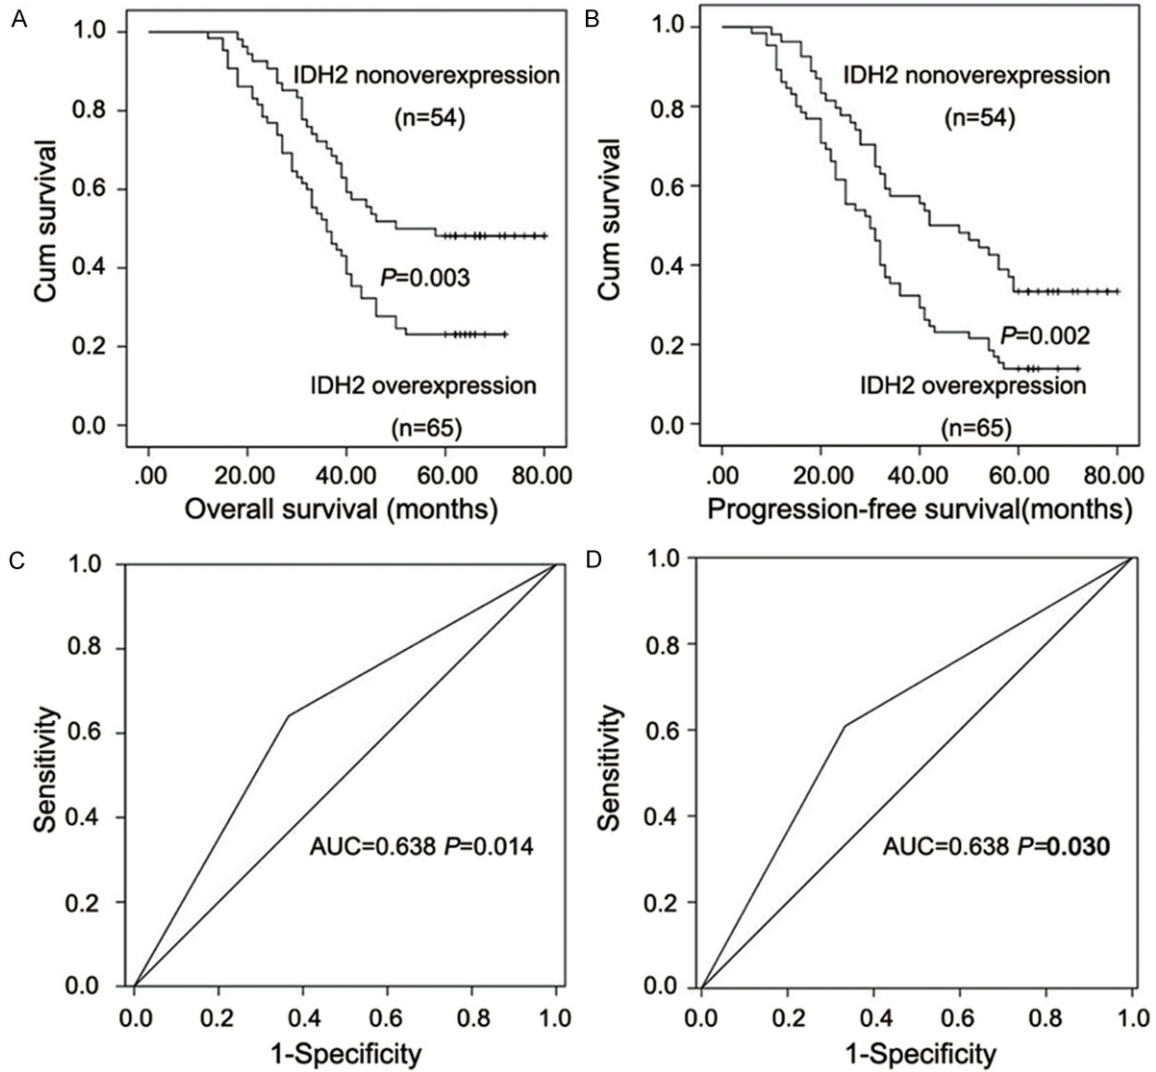 A
1.0
0.8
0.6
0.4
0.2
0.0
Cum survival
IDH2 nonoverexpression
(n=54)
P=0.003
IDH2 overexpression
(n=65)
.00 20.00 40.00 60.00 80.00
Overall survival (months)
B
1.0
0.8
0.6
0.4
0.2
0.0
Cum survival
IDH2 nonoverexpression
(n=54)
P=0.002
IDH2 overexpression
(n=65)
.00 20.00 40.00 60.00 80.00
Progression-free survival(months)
C
1.0
0.8
0.6
0.4
0.2
0.0
Sensitivity
AUC=0.638 P=0.014
0.0 0.2 0.4 0.6 0.8 1.0
1-Specificity
D
1.0
0.8
0.6
0.4
0.2
0.0
Sensitivity
AUC=0.638 P=0.030
0.0 0.2 0.4 0.6 0.8 1.0
1-Specificity